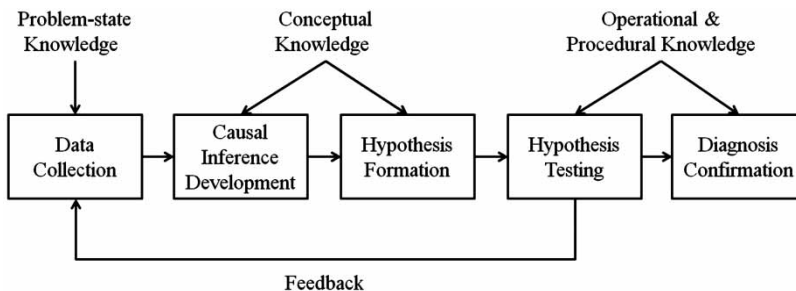 Problem-state
Knowledge
Conceptual
Knowledge
Operational &
Procedural Knowledge
Data
Collection
Causal
Inference
Development
Hypothesis
Formation
Hypothesis
Testing
Diagnosis
Confirmation
Feedback